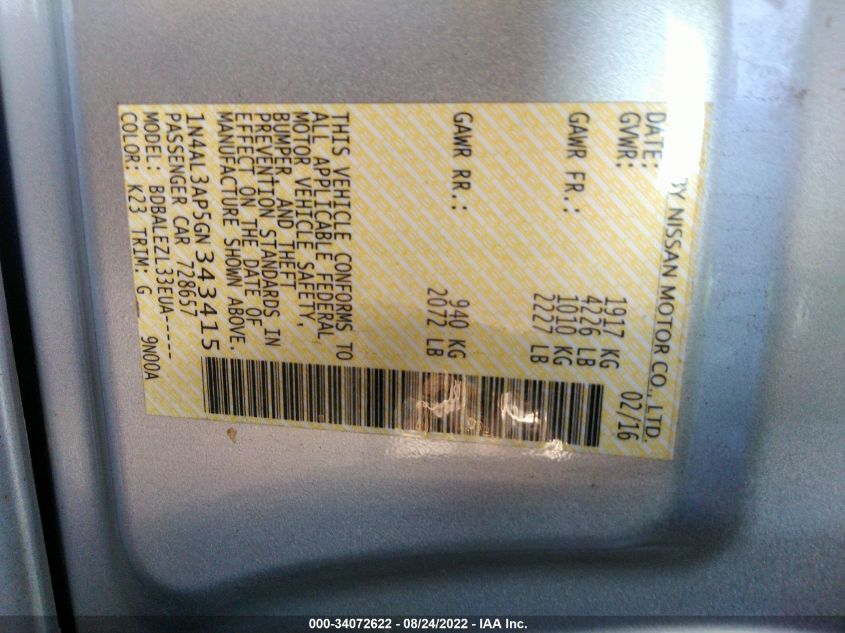 BY NISSAN MOTOR CO., LTD.
DATE: 02/16
GVWR: 1917 KG
4226 LB
GAWR FR.: 1010 KG
2227 LB
GAWR RR.: 940 KG
2072 LB
THIS VEHICLE CONFORMS TO
ALL APPLICABLE FEDERAL
MOTOR VEHICLE SAFETY,
BUMPER AND THEFT
PREVENTION STANDARDS IN
EFFECT ON THE DATE OF
MANUFACTURE SHOWN ABOVE.
1N4AL3AP5GN343415
PASSENGER CAR 728657
MODEL: BDBALEZL33EUA-----
COLOR: K23 TRIM: G_ 9N00A
000-34072622 - 08/24/2022 - IAA Inc.